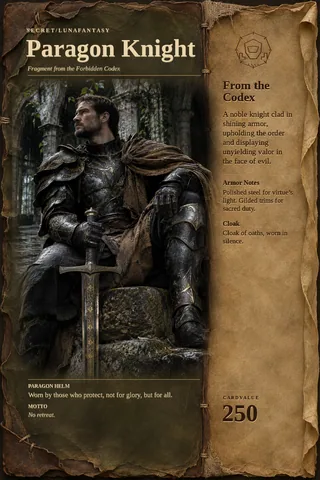 SECRET/LUNAFANTASY
Paragon Knight
Fragment from the Forbidden Codex
From the
Codex
A noble knight clad in
shining armor,
upholding the order
and displaying
unyielding valor in
the face of evil.
Armor Notes
Polished steel for virtue's
light. Gilded trims for
sacred duty.
Cloak
Cloak of oaths, worn in
silence.
PARAGON HELM
Worn by those who protect, not for glory, but for all.
MOTTO
No retreat.
CARDVALUE
250